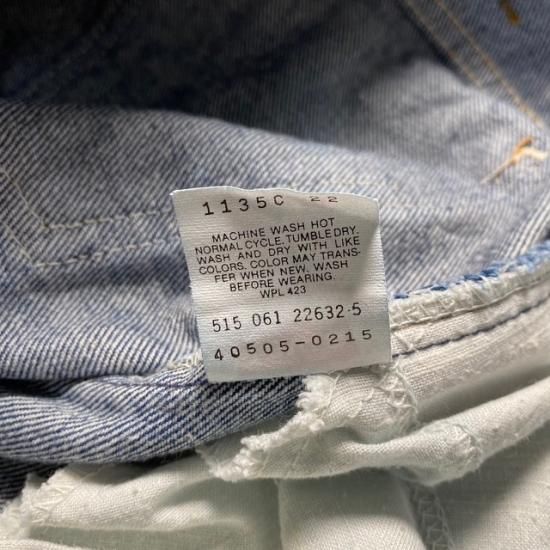 1135C 22
MACHINE WASH HOT
NORMAL CYCLE. TUMBLE DRY.
WASH AND DRY WITH LIKE
COLORS. COLOR MAY TRANS-
FER WHEN NEW. WASH
BEFORE WEARING.
WPL 423
515 061 22632·5
40505-0215